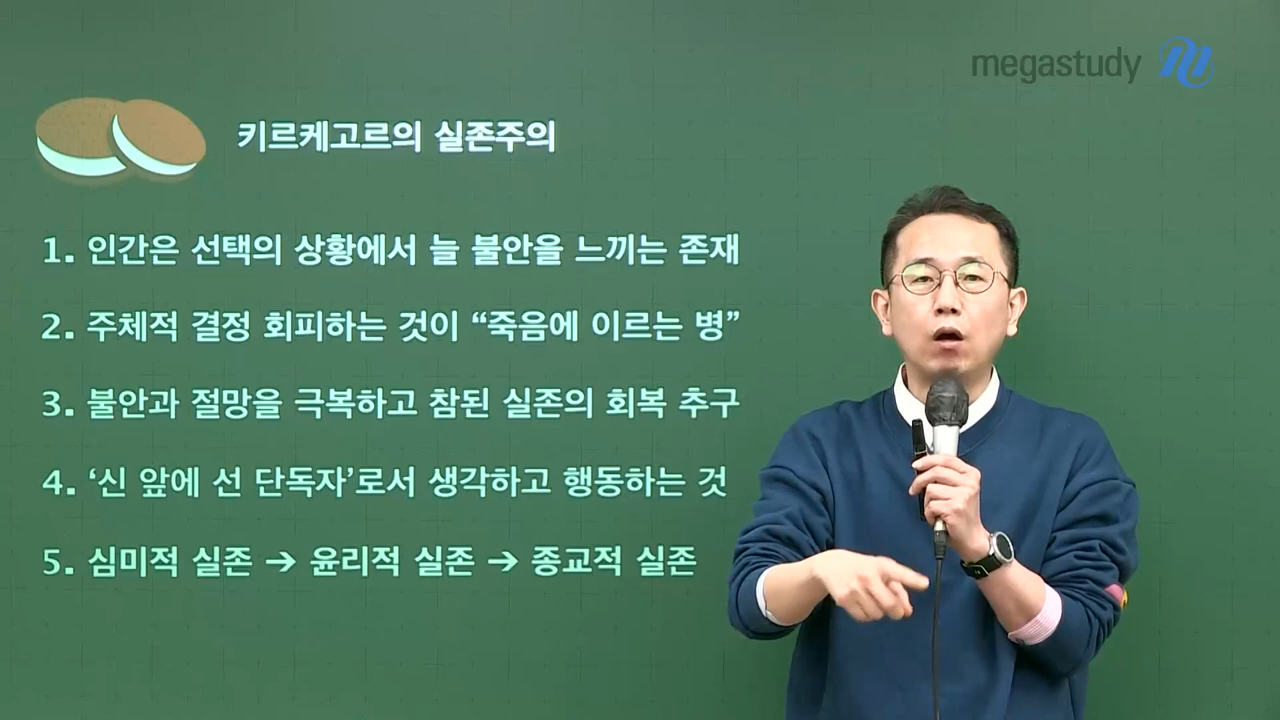 megastudy
키르케고르의 실존주의
1. 인간은 선택의 상황에서 늘 불안을 느끼는 존재
2. 주체적 결정 회피하는 것이 “죽음에 이르는 병”
3. 불안과 절망을 극복하고 참된 실존의 회복 추구
4. ‘신 앞에 선 단독자’로서 생각하고 행동하는 것
5. 심미적 실존 → 윤리적 실존 → 종교적 실존